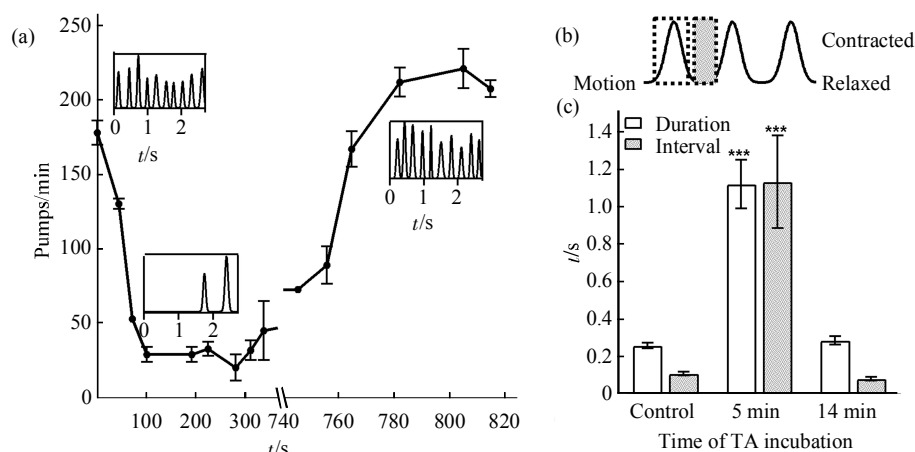 (a)
Pumps/min
250
200
150
100
50
0
100 200 300 740 760 780 800 820
t/s
0 1 2
t/s
0 1 2
0 1 2
t/s
(b)
Contracted
Motion
Relaxed
(c)
Duration
Interval
*** ***
t/s
1.4
1.2
1.0
0.8
0.6
0.4
0.2
0
Control 5 min 14 min
Time of TA incubation